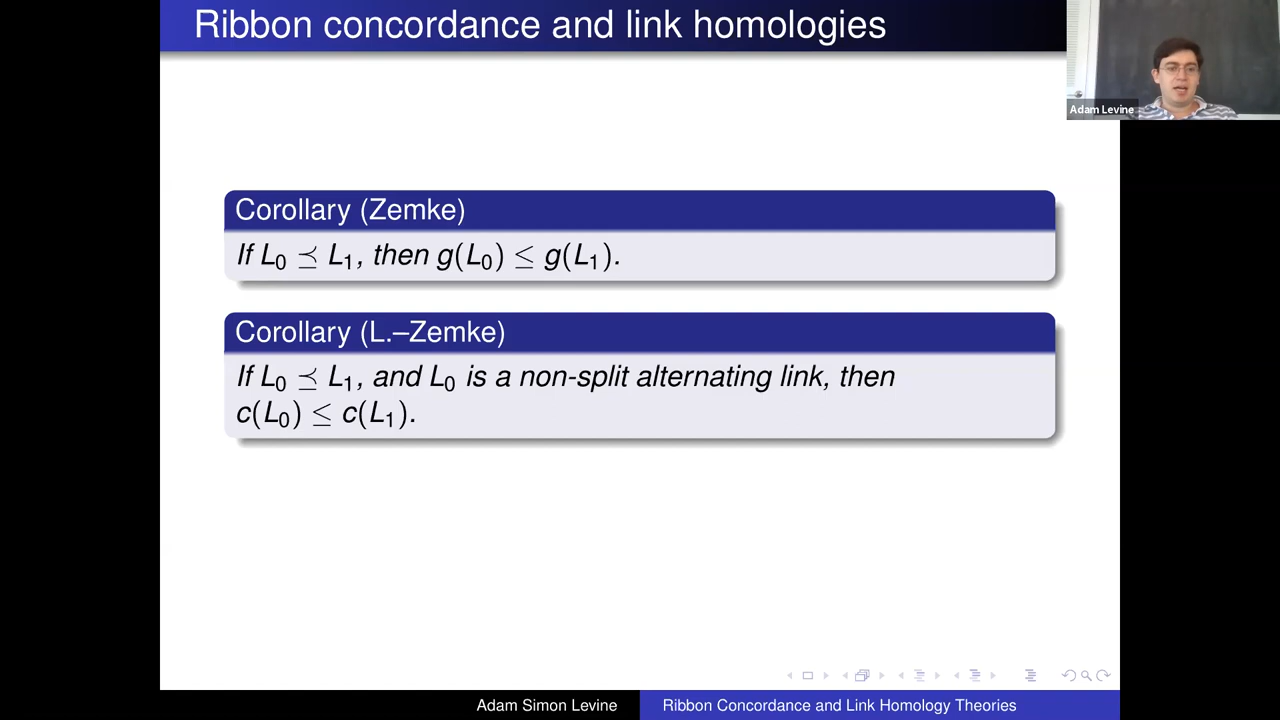 Ribbon concordance and link homologies
Adam Levine
Corollary (Zemke)
If L₀ ⪯ L₁, then g(L₀) ≤ g(L₁).
Corollary (L.–Zemke)
If L₀ ⪯ L₁, and L₀ is a non-split alternating link, then
c(L₀) ≤ c(L₁).
Adam Simon Levine
Ribbon Concordance and Link Homology Theories